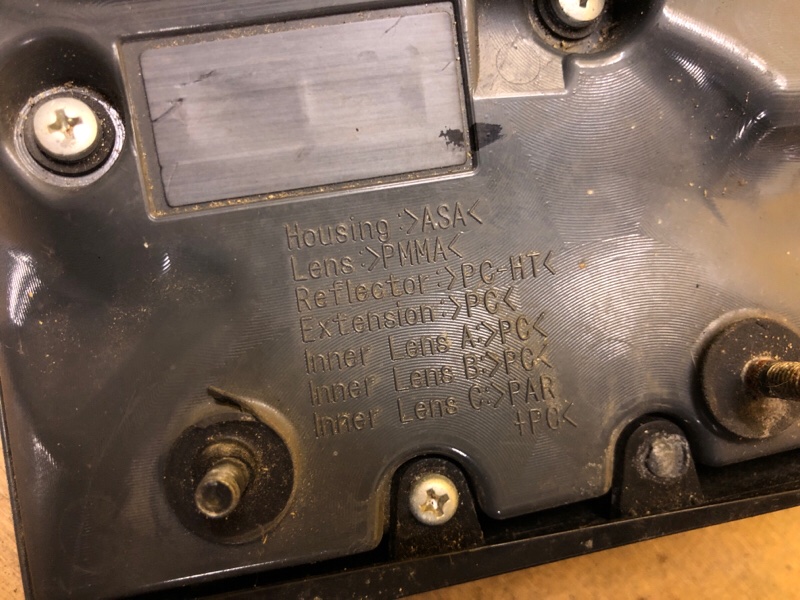 Housing:>ASA<
Lens:>PMMA<
Reflector:>PC-HT<
Extension:>PC<
Inner Lens A:>PC<
Inner Lens B:>PC<
Inner Lens C:>PAR
+PC<